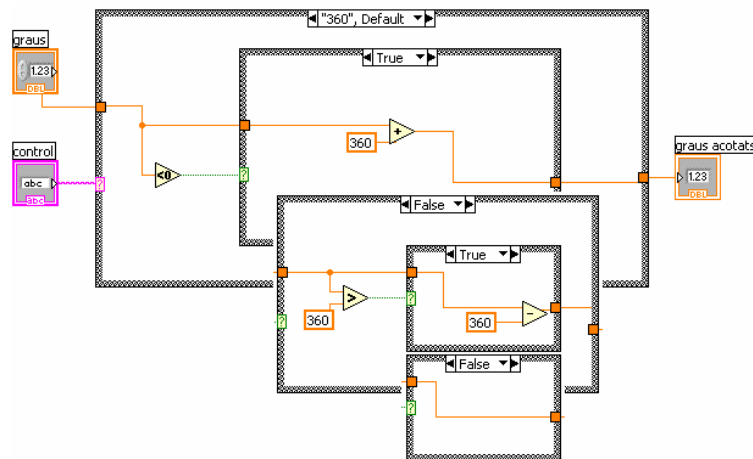 "360", Default
graus
1.23
DBL
True
+
360
control
abc
abc
?
<0
?
graus acotats
1.23
DBL
False
True
>
?
360
-
360
?
False
?